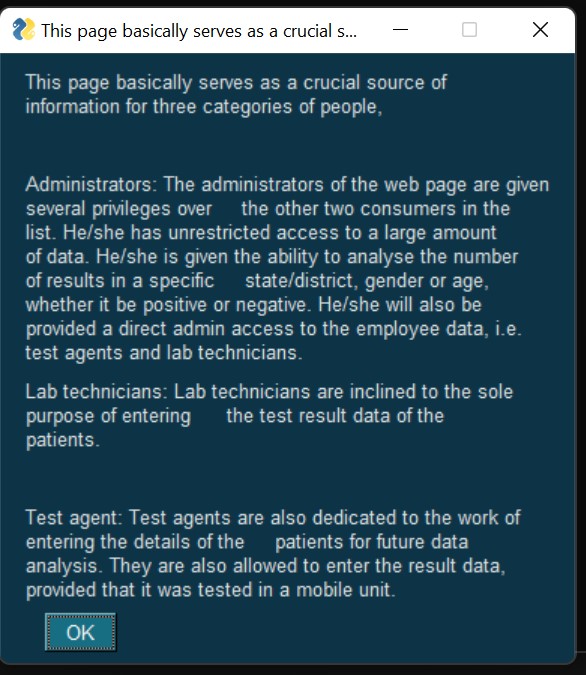 This page basically serves as a crucial s...
This page basically serves as a crucial source of
information for three categories of people,
Administrators: The administrators of the web page are given
several privileges over the other two consumers in the
list. He/she has unrestricted access to a large amount
of data. He/she is given the ability to analyse the number
of results in a specific state/district, gender or age,
whether it be positive or negative. He/she will also be
provided a direct admin access to the employee data, i.e.
test agents and lab technicians.
Lab technicians: Lab technicians are inclined to the sole
purpose of entering the test result data of the
patients.
Test agent: Test agents are also dedicated to the work of
entering the details of the patients for future data
analysis. They are also allowed to enter the result data,
provided that it was tested in a mobile unit.
OK